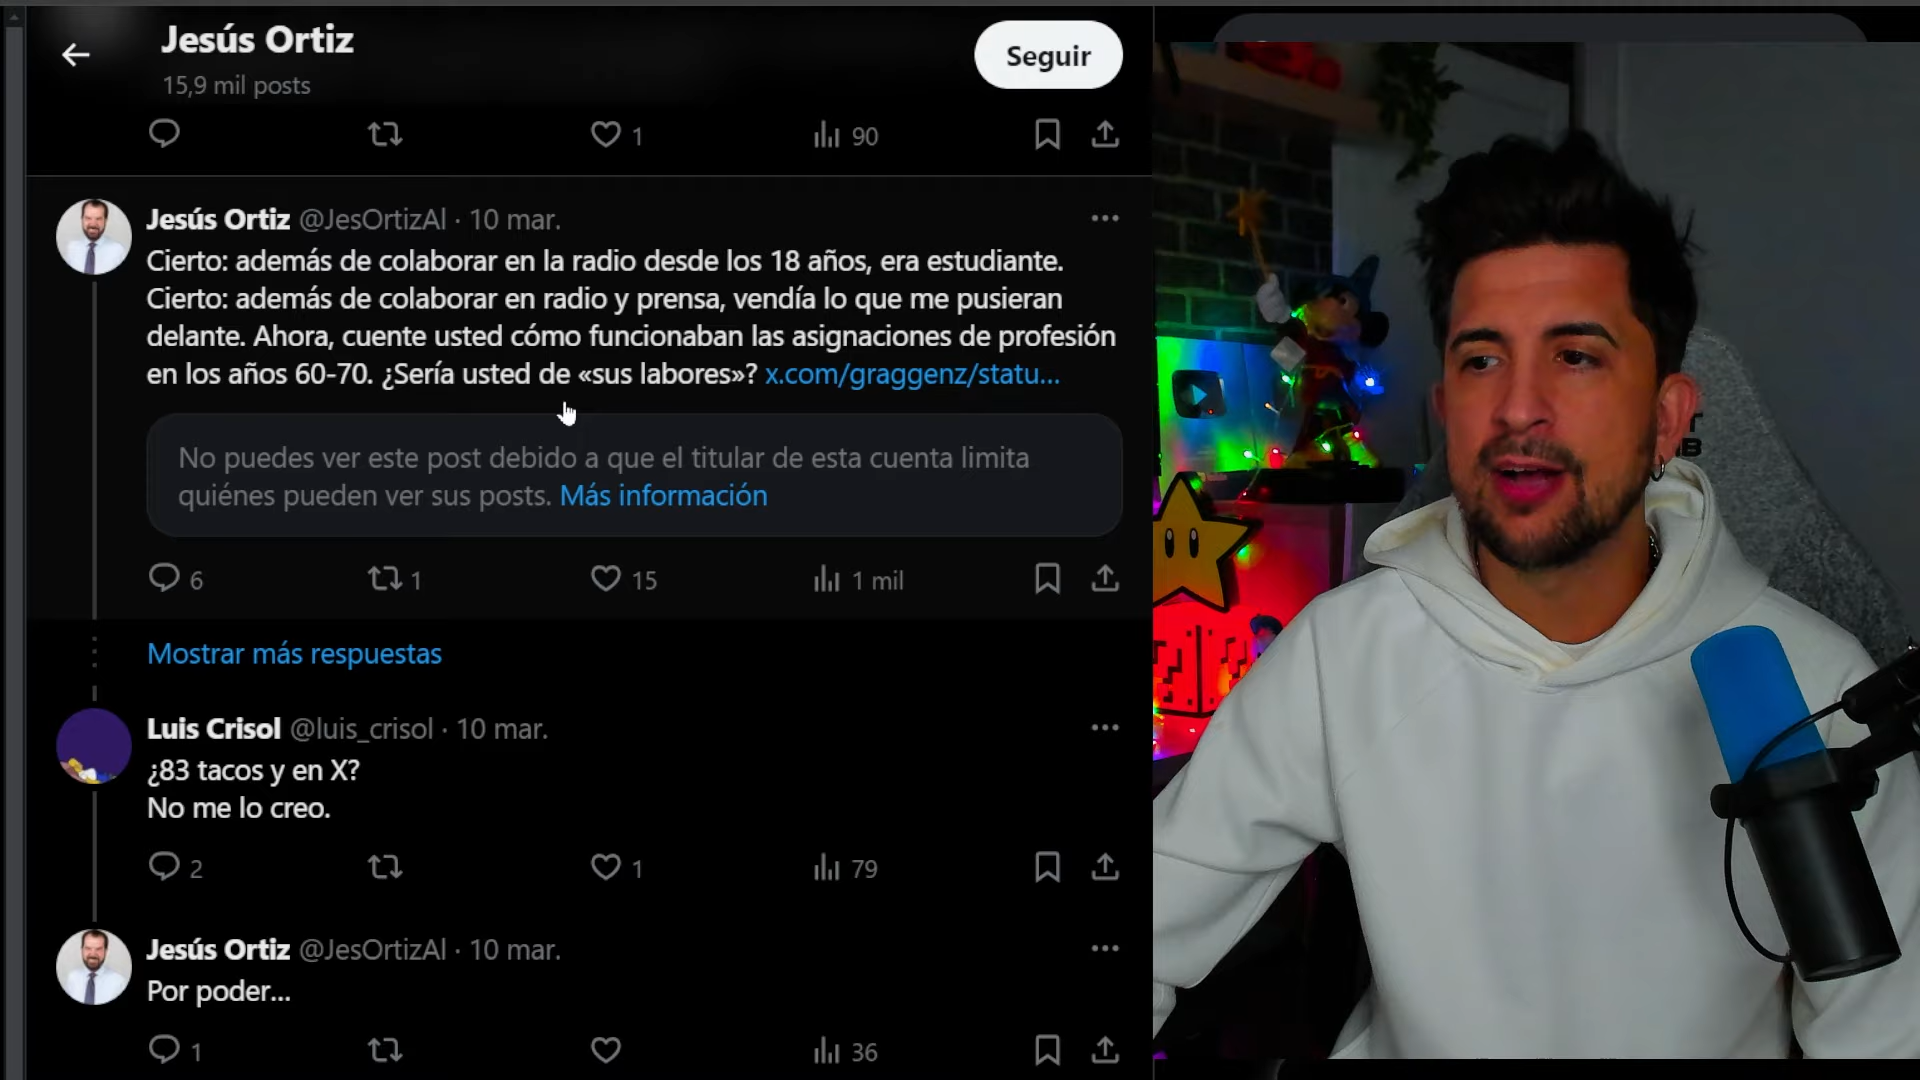 Jesús Ortiz
15,9 mil posts
Seguir
1
90
Jesús Ortiz @JesOrtizAl · 10 mar.
Cierto: además de colaborar en la radio desde los 18 años, era estudiante.
Cierto: además de colaborar en radio y prensa, vendía lo que me pusieran
delante. Ahora, cuente usted cómo funcionaban las asignaciones de profesión
en los años 60-70. ¿Sería usted de «sus labores»? x.com/graggenz/statu...
No puedes ver este post debido a que el titular de esta cuenta limita
quiénes pueden ver sus posts. Más información
6
1
15
1 mil
Mostrar más respuestas
Luis Crisol @luis_crisol · 10 mar.
¿83 tacos y en X?
No me lo creo.
2
1
79
Jesús Ortiz @JesOrtizAl · 10 mar.
Por poder...
1
36